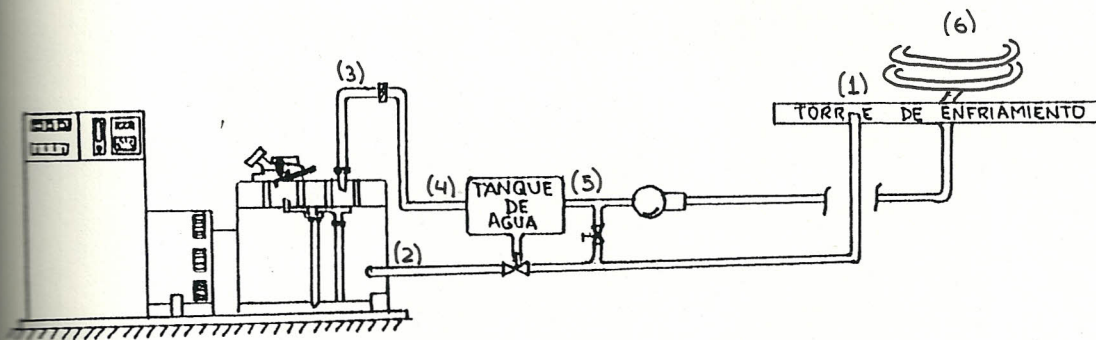 (6)
(3)
(1)
TORRE DE ENFRIAMIENTO
(4)
TANQUE
DE
AGUA
(5)
(2)